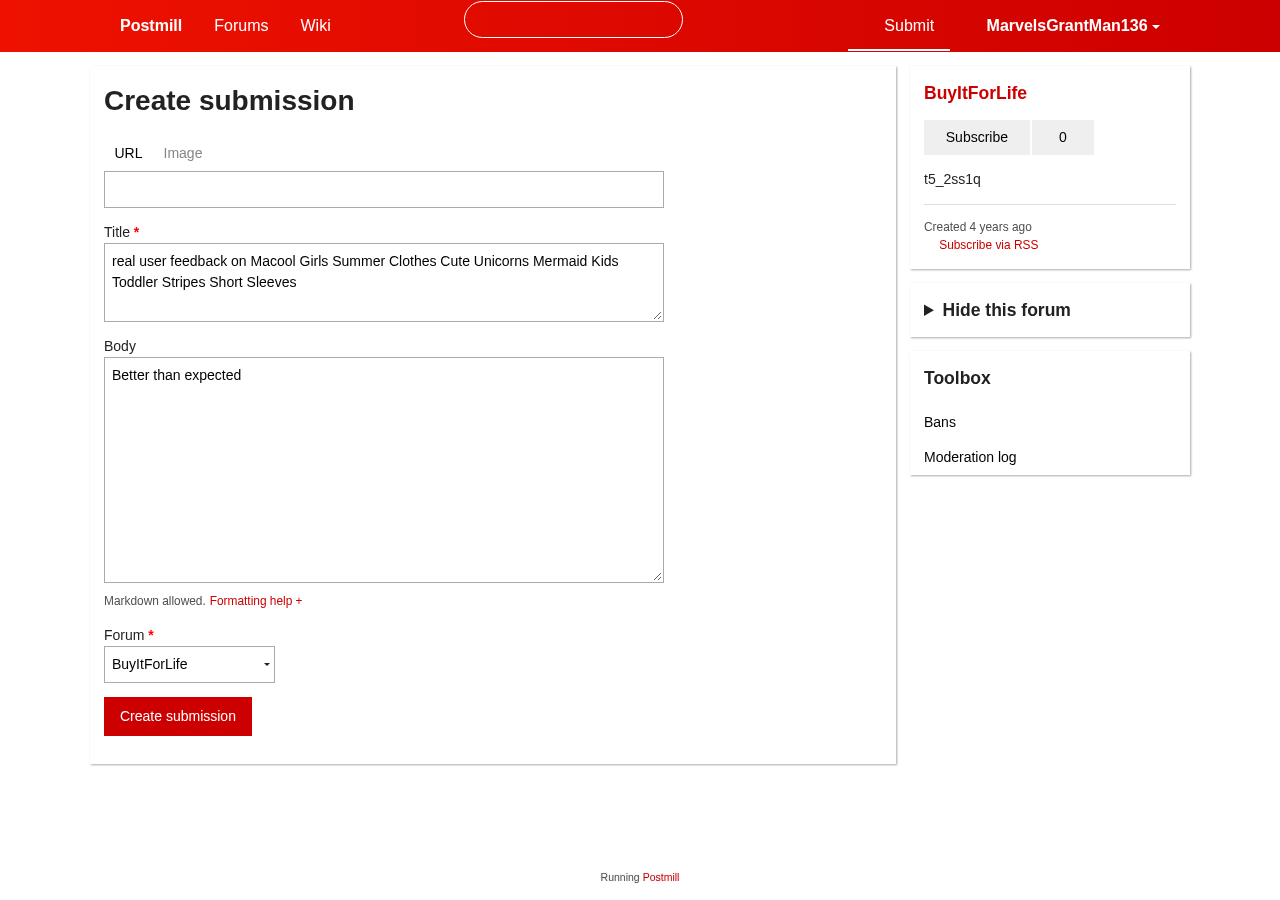 Postmill Forums Wiki Submit MarvelsGrantMan136
Create submission
URL Image
Title *
real user feedback on Macool Girls Summer Clothes Cute Unicorns Mermaid Kids
Toddler Stripes Short Sleeves
Body
Better than expected
Markdown allowed. Formatting help +
Forum *
BuyItForLife
Create submission
BuyItForLife
Subscribe 0
t5_2ss1q
Created 4 years ago
Subscribe via RSS
Hide this forum
Toolbox
Bans
Moderation log
Running Postmill